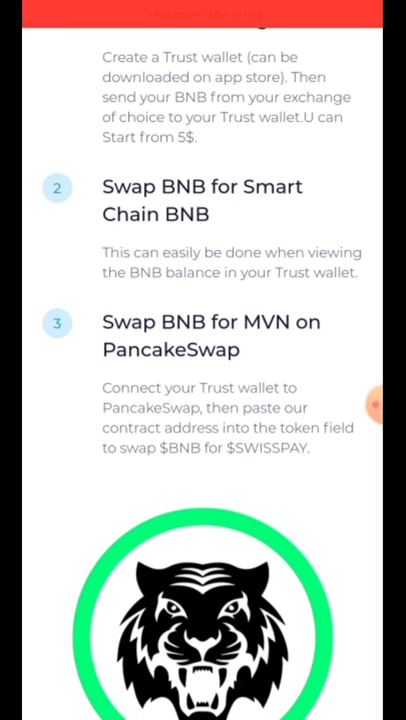 Create a Trust wallet (can be
downloaded on app store). Then
send your BNB from your exchange
of choice to your Trust wallet.U can
Start from 5$.
2
Swap BNB for Smart
Chain BNB
This can easily be done when viewing
the BNB balance in your Trust wallet.
3
Swap BNB for MVN on
PancakeSwap
Connect your Trust wallet to
PancakeSwap, then paste our
contract address into the token field
to swap $BNB for $SWISSPAY.